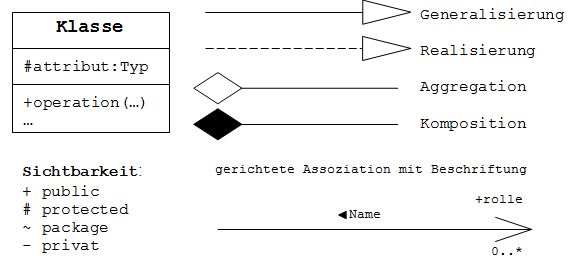 Klasse
#attribut:Typ
+operation(…)
…
Generalisierung
Realisierung
Aggregation
Komposition
Sichtbarkeit:
+ public
# protected
~ package
- privat
gerichtete Assoziation mit Beschriftung
+rolle
◄Name
0..*